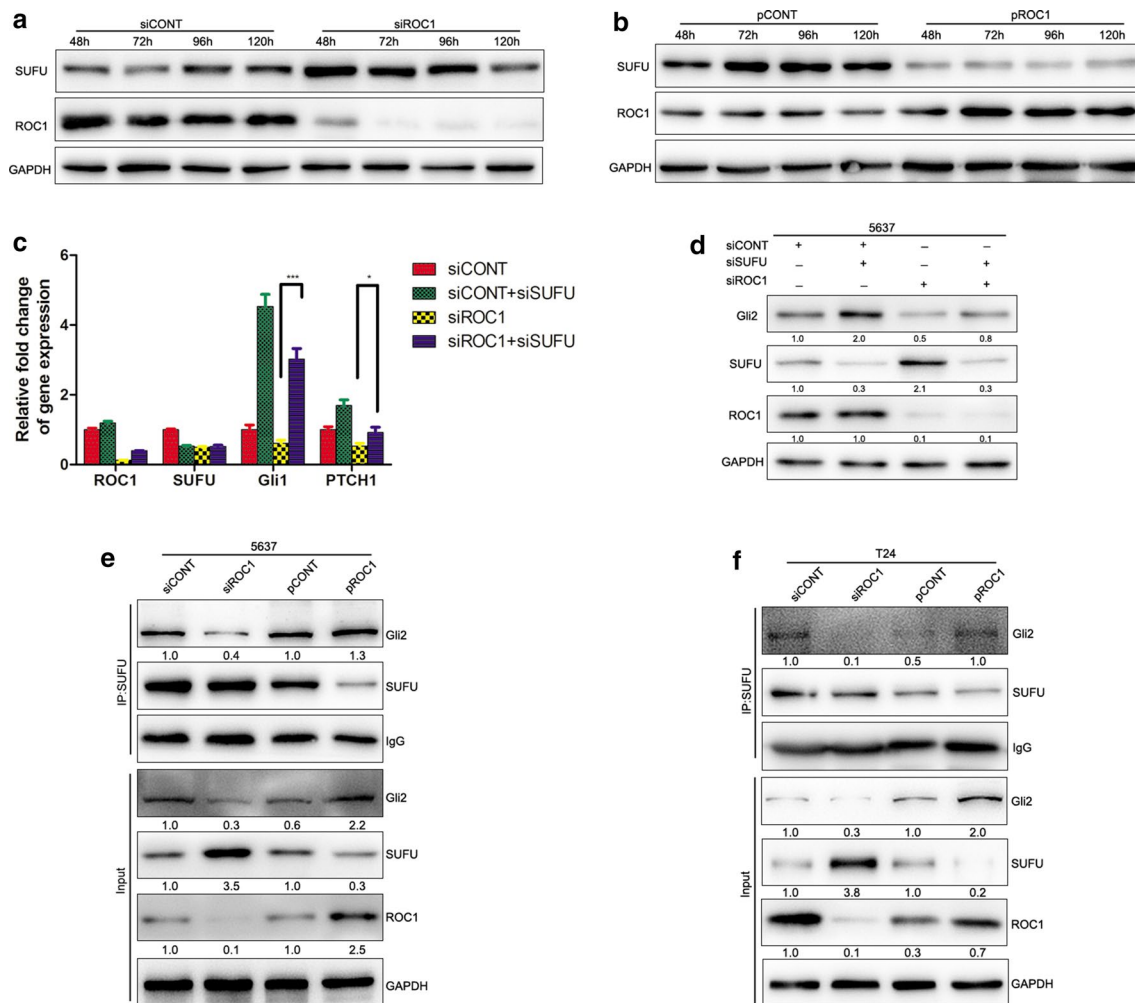 a
siCONT siROC1
48h 72h 96h 120h 48h 72h 96h 120h
SUFU
ROC1
GAPDH
b
pCONT pROC1
48h 72h 96h 120h 48h 72h 96h 120h
SUFU
ROC1
GAPDH
c
Relative fold change
of gene expression
6
4
2
0
*** *
ROC1 SUFU Gli1 PTCH1
siCONT
siCONT+siSUFU
siROC1
siROC1+siSUFU
d
5637
siCONT + + – –
siSUFU – + – +
siROC1 – – + +
Gli2
1.0 2.0 0.5 0.8
SUFU
1.0 0.3 2.1 0.3
ROC1
1.0 1.0 0.1 0.1
GAPDH
e
5637
siCONT siROC1 pCONT pROC1
IP:SUFU
Gli2
1.0 0.4 1.0 1.3
SUFU
IgG
Input
Gli2
1.0 0.3 0.6 2.2
SUFU
1.0 3.5 1.0 0.3
ROC1
1.0 0.1 1.0 2.5
GAPDH
f
T24
siCONT siROC1 pCONT pROC1
IP:SUFU
Gli2
1.0 0.1 0.5 1.0
SUFU
IgG
Input
Gli2
1.0 0.3 1.0 2.0
SUFU
1.0 3.8 1.0 0.2
ROC1
1.0 0.1 0.3 0.7
GAPDH